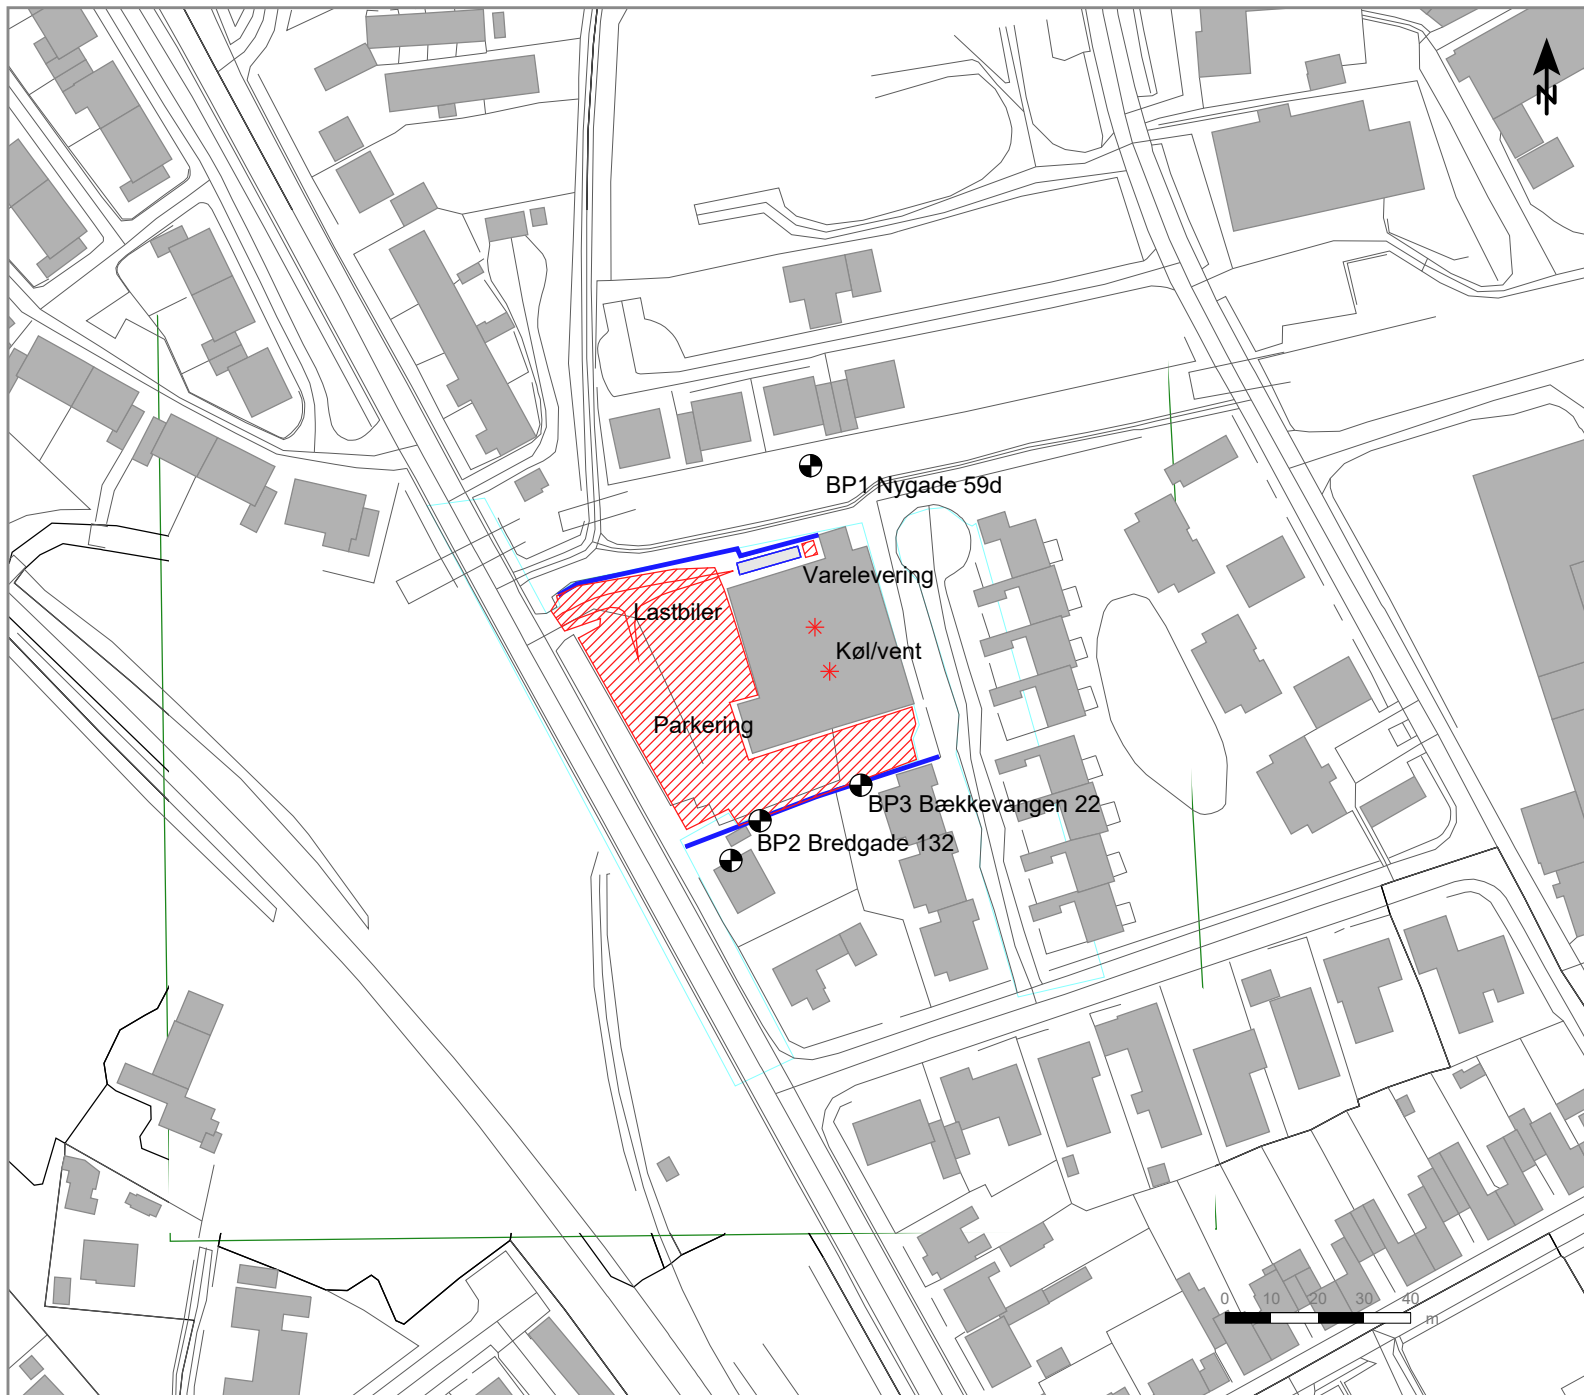 N
BP1 Nygade 59d
Varelevering
Lastbiler
Køl/vent
Parkering
BP3 Bækkevangen 22
BP2 Bredgade 132
0 10 20 30 40
m